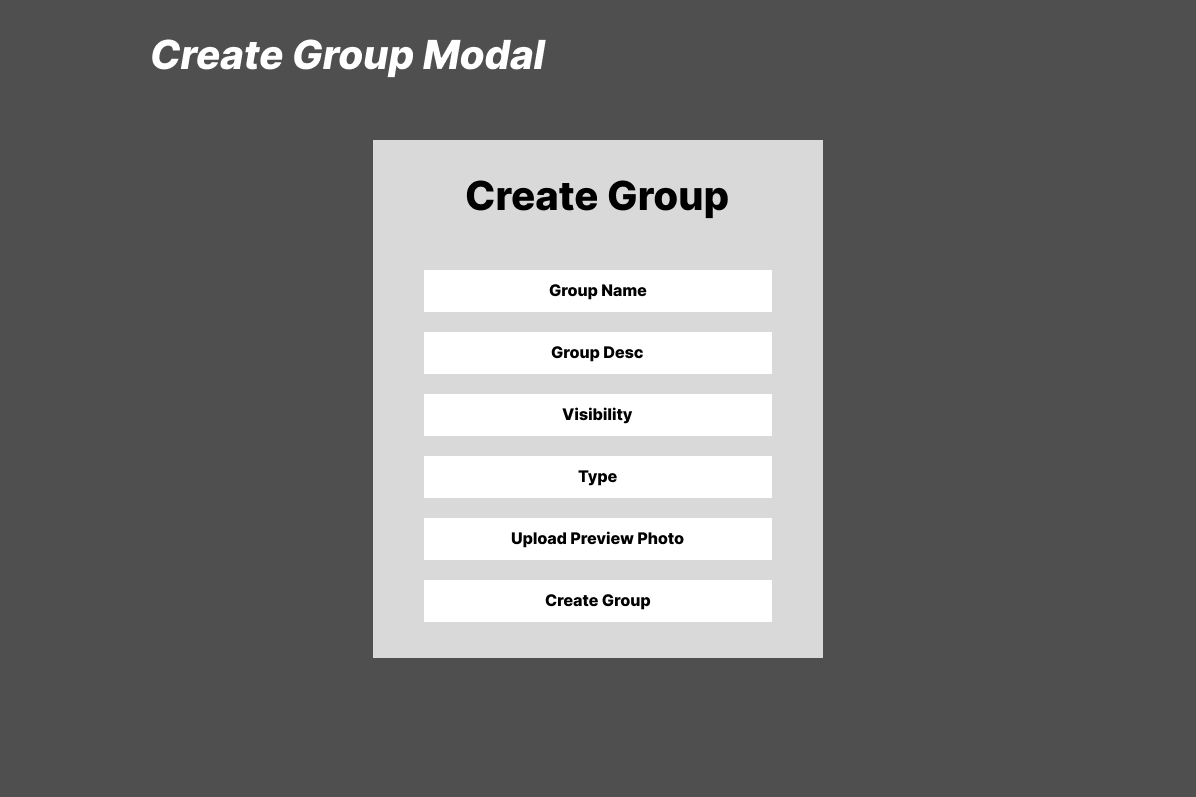 Create Group Modal
Create Group
Group Name
Group Desc
Visibility
Type
Upload Preview Photo
Create Group